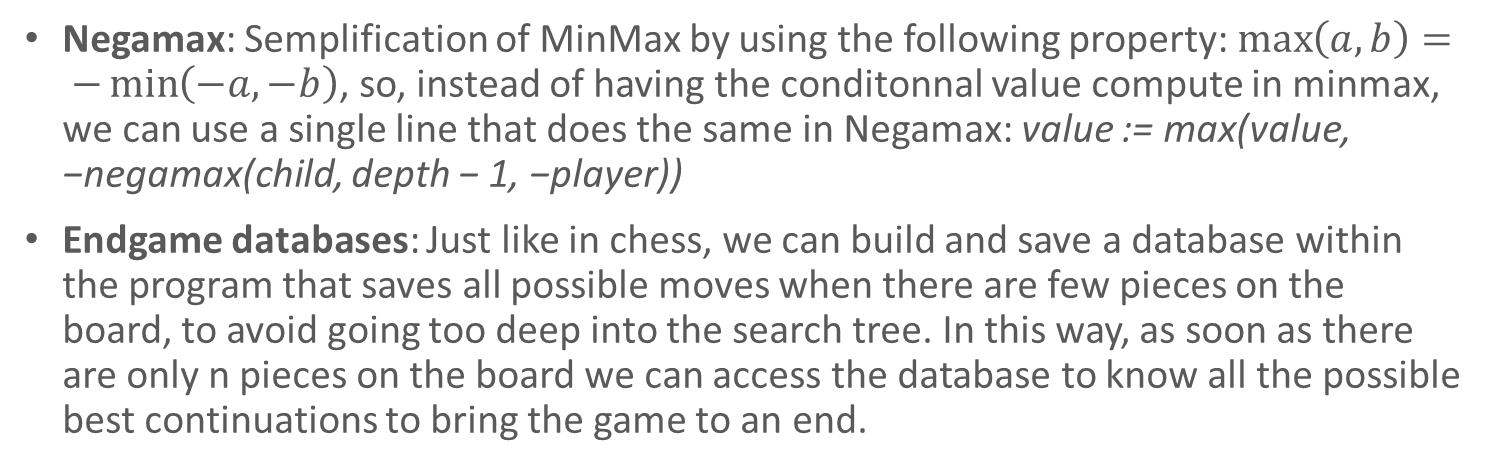 • Negamax: Semplification of MinMax by using the following property: max(a, b) =
− min(−a, −b), so, instead of having the conditonnal value compute in minmax,
we can use a single line that does the same in Negamax: value := max(value,
−negamax(child, depth − 1, −player))
• Endgame databases: Just like in chess, we can build and save a database within
the program that saves all possible moves when there are few pieces on the
board, to avoid going too deep into the search tree. In this way, as soon as there
are only n pieces on the board we can access the database to know all the possible
best continuations to bring the game to an end.